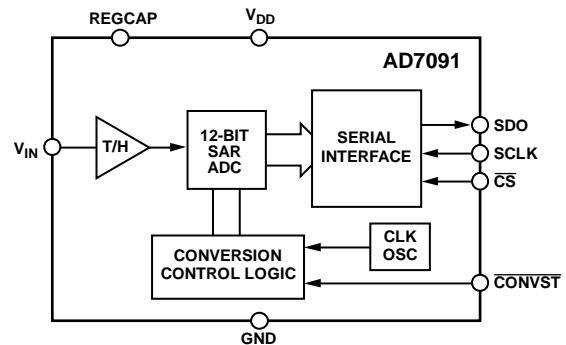 REGCAP
VDD
AD7091
VIN
T/H
12-BIT
SAR
ADC
SERIAL
INTERFACE
SDO
SCLK
CS
CLK
OSC
CONVERSION
CONTROL LOGIC
CONVST
GND